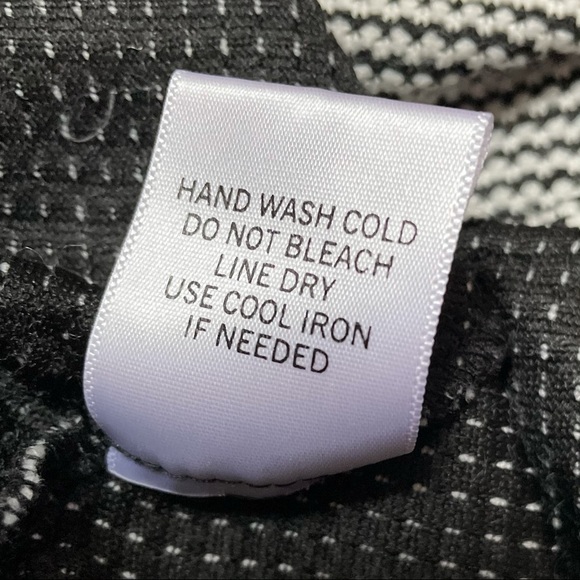 HAND WASH COLD
DO NOT BLEACH
LINE DRY
USE COOL IRON
IF NEEDED